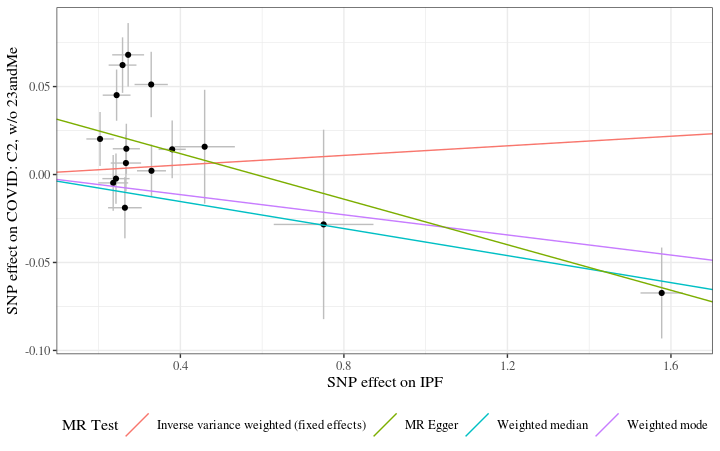 SNP effect on COVID: C2, w/o 23andMe
0.05
0.00
-0.05
-0.10
0.4
0.8
1.2
1.6
SNP effect on IPF
MR Test
Inverse variance weighted (fixed effects)
MR Egger
Weighted median
Weighted mode